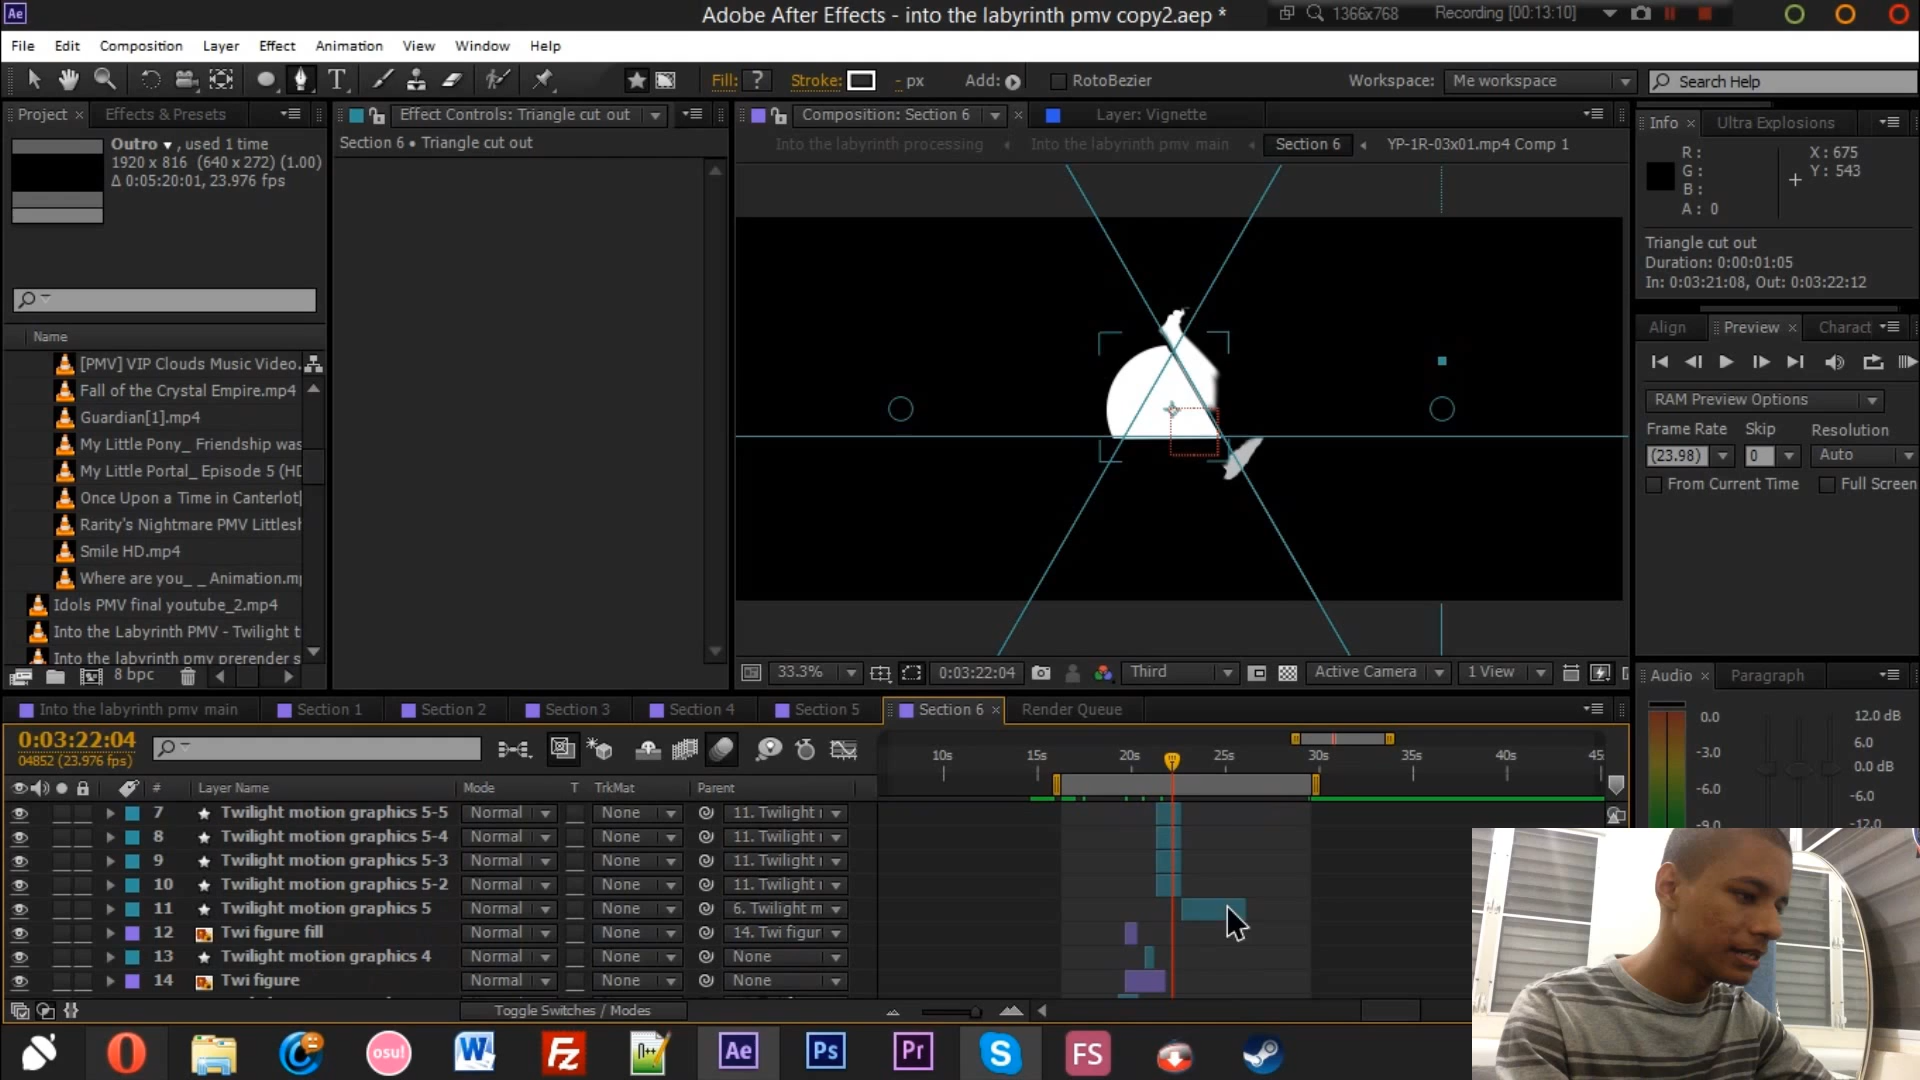 Ae
Adobe After Effects - into the labyrinth pmv copy2.aep *
1366x768
Recording [00:13:10]
File Edit Composition Layer Effect Animation View Window Help
Fill: ?
Stroke:
- px
Add:
RotoBezier
Workspace: Me workspace
Search Help
Project
Effects & Presets
Effect Controls: Triangle cut out
Composition: Section 6
Layer: Vignette
Info
Ultra Explosions
Outro , used 1 time
1920 x 816 (640 x 272) (1.00)
Δ 0:05:20:01, 23.976 fps
Section 6 • Triangle cut out
Into the labyrinth processing
Into the labyrinth pmv main
Section 6
YP-1R-03x01.mp4 Comp 1
R:
G:
B:
A: 0
X: 675
Y: 543
Triangle cut out
Duration: 0:00:01:05
In: 0:03:21:08, Out: 0:03:22:12
Name
[PMV] VIP Clouds Music Video.
Fall of the Crystal Empire.mp4
Guardian[1].mp4
My Little Pony_ Friendship was
My Little Portal_ Episode 5 (HD
Once Upon a Time in Canterlot
Rarity's Nightmare PMV Littlesh
Smile HD.mp4
Where are you_ _ Animation.m
Idols PMV final youtube_2.mp4
Into the Labyrinth PMV - Twilight t
Into the labyrinth pmv prerender s
8 bpc
Align
Preview
Charact
RAM Preview Options
Frame Rate Skip Resolution
(23.98) 0 Auto
From Current Time
Full Screen
33.3%
0:03:22:04
Third
Active Camera
1 View
Audio
Paragraph
0.0
-3.0
-6.0
-9.0
12.0 dB
6.0
0.0 dB
-6.0
-12.0
Into the labyrinth pmv main
Section 1
Section 2
Section 3
Section 4
Section 5
Section 6
Render Queue
0:03:22:04
04852 (23.976 fps)
10s 15s 20s 25s 30s 35s 40s 45
# Layer Name Mode T TrkMat Parent
7 Twilight motion graphics 5-5 Normal None 11. Twilight
8 Twilight motion graphics 5-4 Normal None 11. Twilight
9 Twilight motion graphics 5-3 Normal None 11. Twilight
10 Twilight motion graphics 5-2 Normal None 11. Twilight
11 Twilight motion graphics 5 Normal None 6. Twilight m
12 Twi figure fill Normal None 14. Twi figur
13 Twilight motion graphics 4 Normal None None
14 Twi figure Normal None None
Toggle Switches / Modes
osu!
W
Fz
N++
Ae
Ps
Pr
S
FS